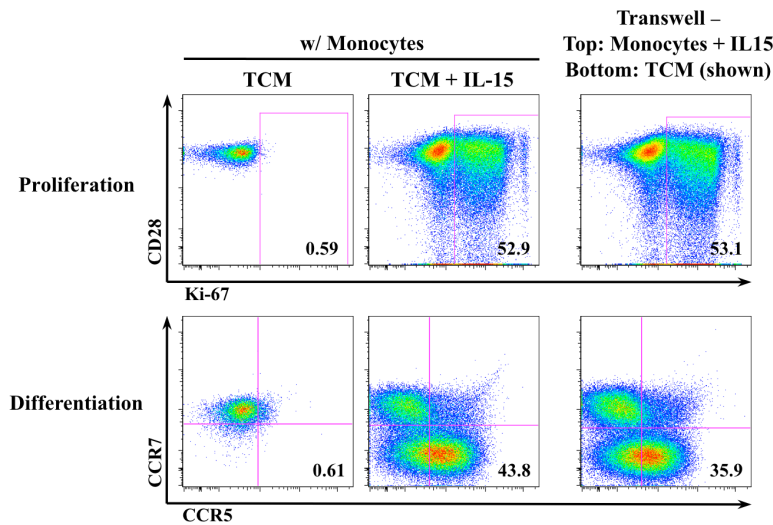 Transwell –
w/ Monocytes
Top: Monocytes + IL15
TCM
TCM + IL-15
Bottom: TCM (shown)
Proliferation
CD28
0.59
52.9
53.1
Ki-67
Differentiation
CCR7
0.61
43.8
35.9
CCR5